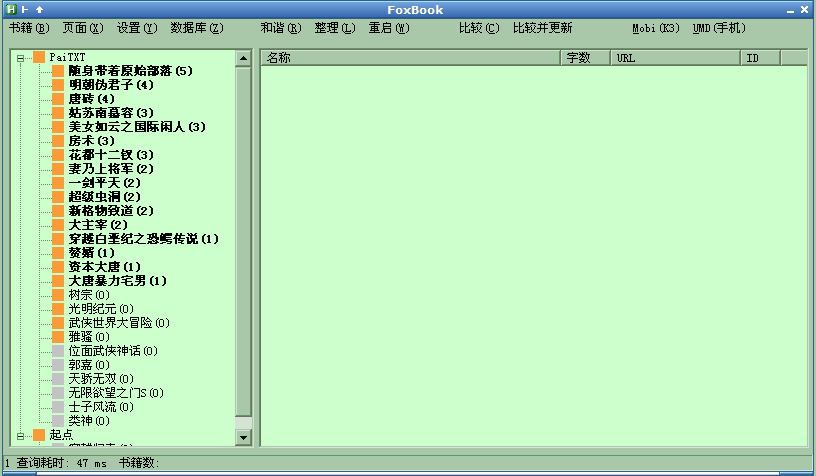 FoxBook
书籍(B) 页面(X) 设置(Y) 数据库(Z) 和谐(R) 整理(L) 重启(W) 比较(C) 比较并更新 Mobi(K3) UMD(手机)
PaiTXT
随身带着原始部落(5)
明朝伪君子(4)
唐砖(4)
姑苏南慕容(3)
美女如云之国际闲人(3)
房术(3)
花都十二钗(3)
妻乃上将军(2)
一剑平天(2)
超级虫洞(2)
新格物致道(2)
大主宰(2)
穿越白垩纪之恐鳄传说(1)
赘婿(1)
资本大唐(1)
大唐暴力宅男(1)
树宗(0)
光明纪元(0)
武侠世界大冒险(0)
雅骚(0)
位面武侠神话(0)
郭嘉(0)
天骄无双(0)
无限欲望之门S(0)
士子风流(0)
类神(0)
起点
名称 字数 URL ID
1 查询耗时: 47 ms 书籍数: